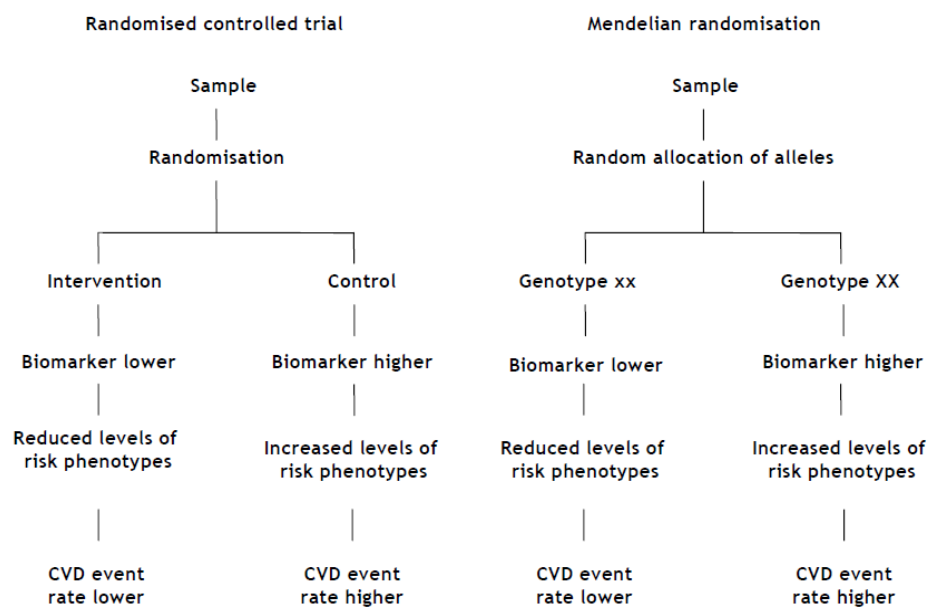 Randomised controlled trial
Mendelian randomisation
Sample
Sample
Randomisation
Random allocation of alleles
Intervention
Control
Genotype xx
Genotype XX
Biomarker lower
Biomarker higher
Biomarker lower
Biomarker higher
Reduced levels of
risk phenotypes
Increased levels of
risk phenotypes
Reduced levels of
risk phenotypes
Increased levels of
risk phenotypes
CVD event
rate lower
CVD event
rate higher
CVD event
rate lower
CVD event
rate higher